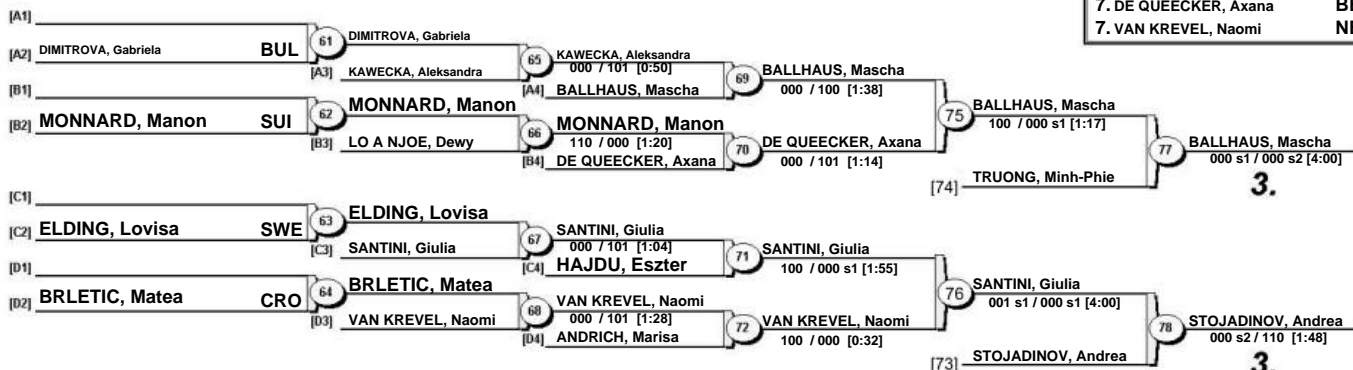 7. DE QUEECKER, Axana
7. VAN KREVEL, Naomi
[A1]
[A2] DIMITROVA, Gabriela BUL
61 DIMITROVA, Gabriela
[A3] KAWECKA, Aleksandra
65 KAWECKA, Aleksandra
000 / 101 [0:50]
[A4] BALLHAUS, Mascha
69 BALLHAUS, Mascha
000 / 100 [1:38]
[B1]
[B2] MONNARD, Manon SUI
62 MONNARD, Manon
[B3] LO A NJOE, Dewy
66 MONNARD, Manon
110 / 000 [1:20]
[B4] DE QUEECKER, Axana
70 DE QUEECKER, Axana
000 / 101 [1:14]
75 BALLHAUS, Mascha
100 / 000 s1 [1:17]
[74] TRUONG, Minh-Phie
77 BALLHAUS, Mascha
000 s1 / 000 s2 [4:00]
3.
[C1]
[C2] ELDING, Lovisa SWE
63 ELDING, Lovisa
[C3] SANTINI, Giulia
67 SANTINI, Giulia
000 / 101 [1:04]
[C4] HAJDU, Eszter
71 SANTINI, Giulia
100 / 000 s1 [1:55]
[D1]
[D2] BRLETIC, Matea CRO
64 BRLETIC, Matea
[D3] VAN KREVEL, Naomi
68 VAN KREVEL, Naomi
000 / 101 [1:28]
[D4] ANDRICH, Marisa
72 VAN KREVEL, Naomi
100 / 000 [0:32]
76 SANTINI, Giulia
001 s1 / 000 s1 [4:00]
[73] STOJADINOV, Andrea
78 STOJADINOV, Andrea
000 s2 / 110 [1:48]
3.